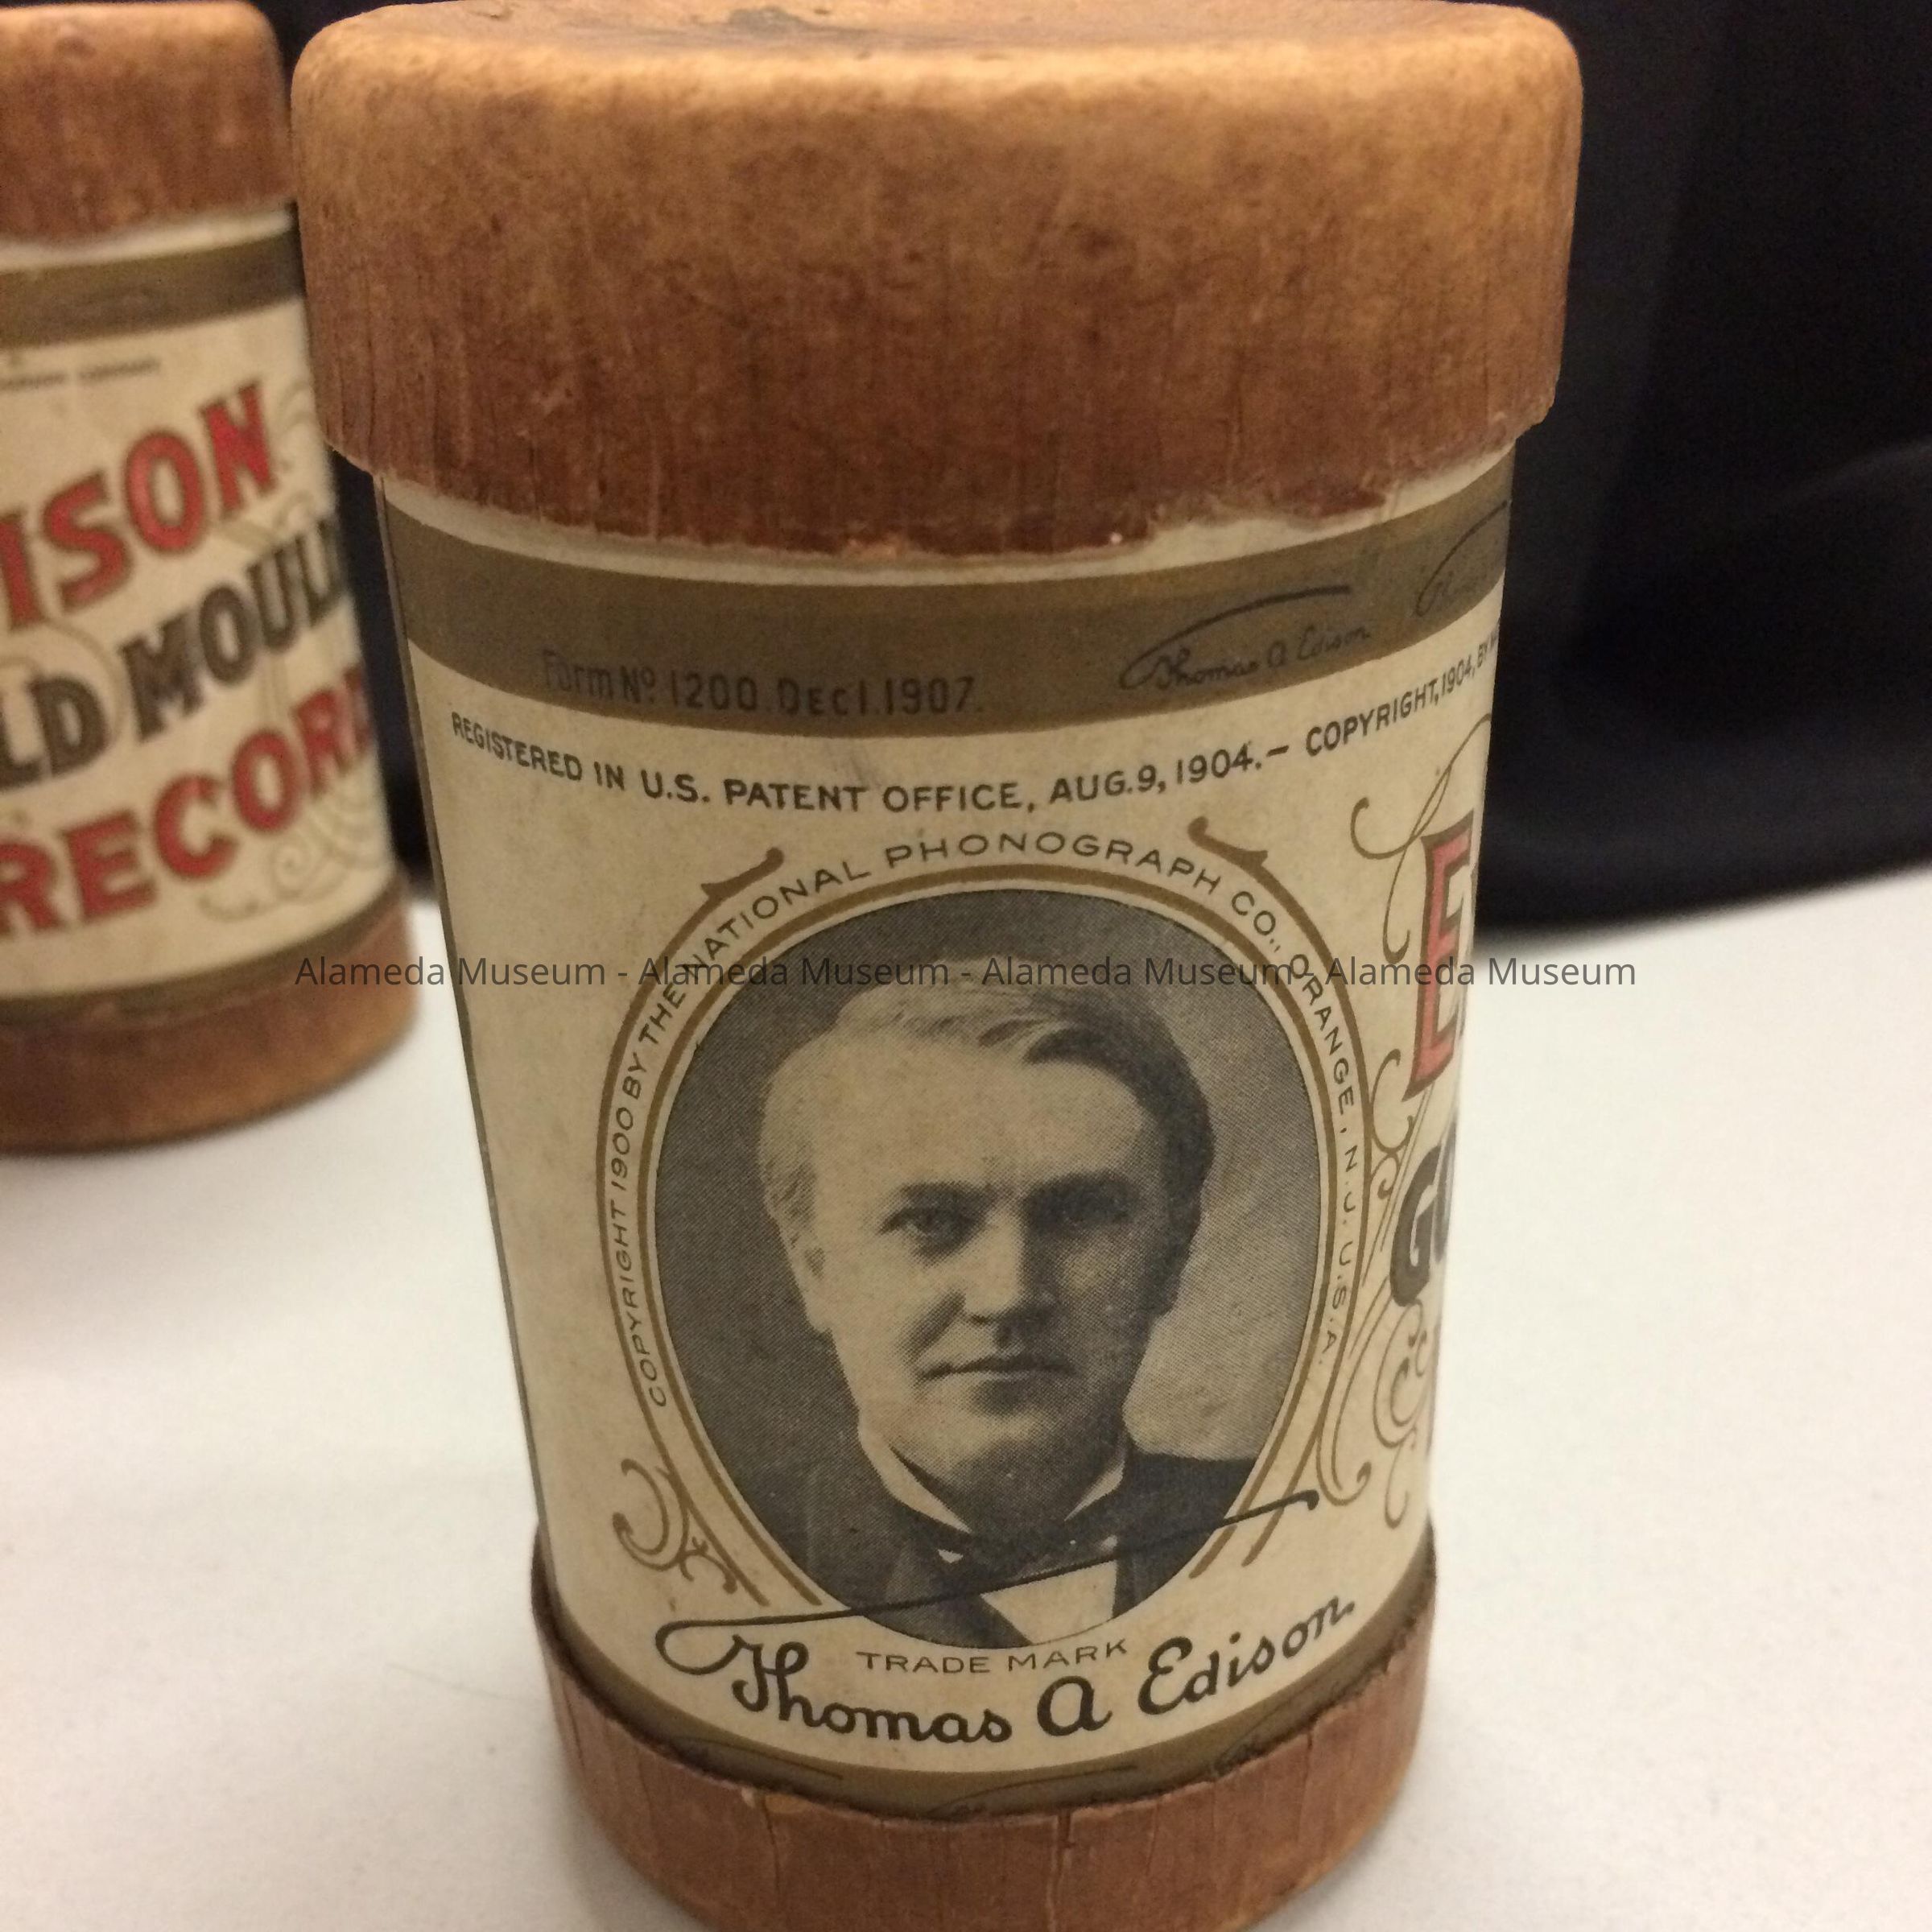 ISON
LD MOUL
RECOR
Form No 1200. Dec 1. 1907.
Thomas A Edison
REGISTERED IN U.S. PATENT OFFICE, AUG. 9, 1904. — COPYRIGHT, 1904, BY
COPYRIGHT 1900 BY THE NATIONAL PHONOGRAPH CO., ORANGE, N.J. U.S.A.
E
GO
Alameda Museum - Alameda Museum - Alameda Museum - Alameda Museum
TRADE MARK
Thomas A Edison.